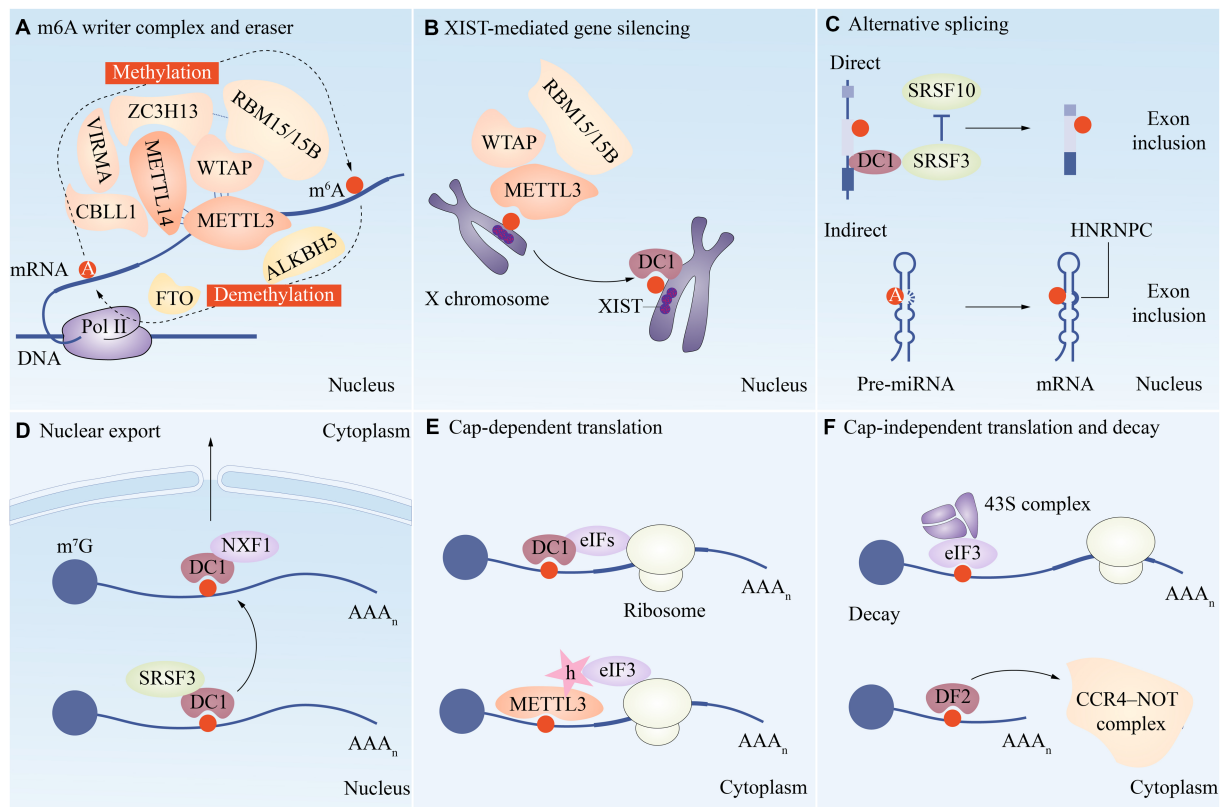 A m6A writer complex and eraser
Methylation
ZC3H13
RBM15/15B
VIRMA
METTL14
WTAP
m⁶A
CBLL1
METTL3
ALKBH5
mRNA
A
FTO
Demethylation
Pol II
DNA
Nucleus
B XIST-mediated gene silencing
RBM15/15B
WTAP
METTL3
DC1
X chromosome
XIST
Nucleus
C Alternative splicing
Direct
SRSF10
Exon
inclusion
DC1
SRSF3
Indirect
HNRNPC
A
Exon
inclusion
Pre-miRNA
mRNA
Nucleus
D Nuclear export
Cytoplasm
m⁷G
NXF1
DC1
AAAₙ
SRSF3
DC1
AAAₙ
Nucleus
E Cap-dependent translation
DC1
eIFs
AAAₙ
Ribosome
h
eIF3
METTL3
AAAₙ
Cytoplasm
F Cap-independent translation and decay
43S complex
eIF3
AAAₙ
Decay
DF2
CCR4–NOT
complex
AAAₙ
Cytoplasm